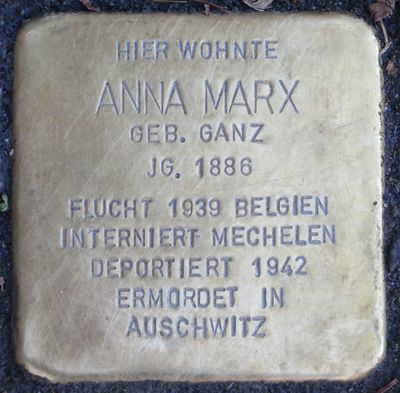 HIER WOHNTE
ANNA MARX
GEB. GANZ
JG. 1886
FLUCHT 1939 BELGIEN
INTERNIERT MECHELEN
DEPORTIERT 1942
ERMORDET IN
AUSCHWITZ